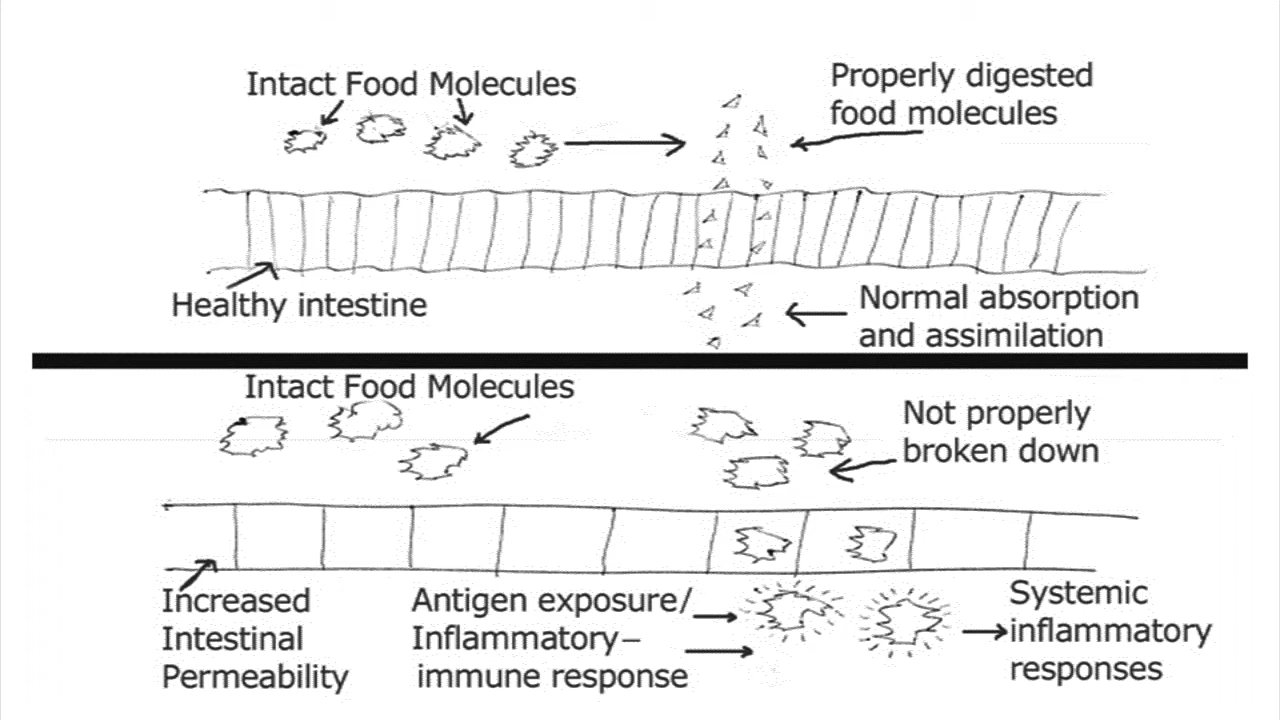 Intact Food Molecules
Properly digested
food molecules
Healthy intestine
Normal absorption
and assimilation
Intact Food Molecules
Not properly
broken down
Increased
Intestinal
Permeability
Antigen exposure/
Inflammatory–
immune response
Systemic
inflammatory
responses